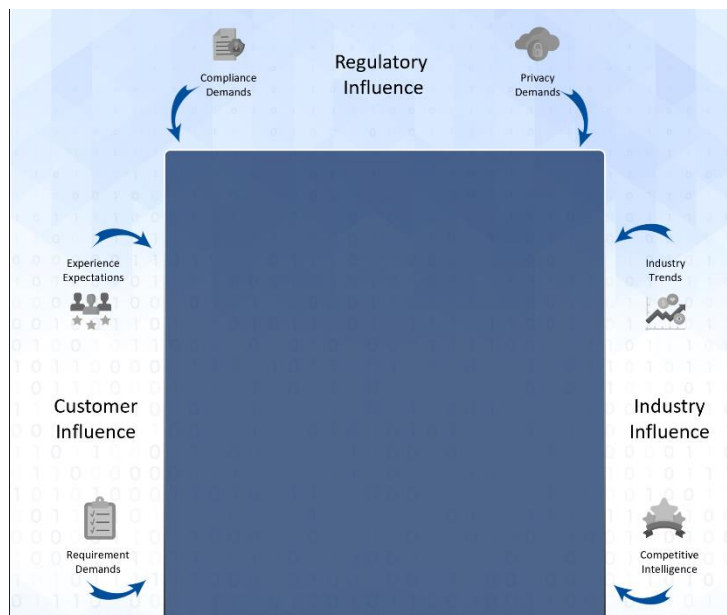 Compliance
Demands
Regulatory
Influence
Privacy
Demands
Experience
Expectations
Industry
Trends
Customer
Influence
Industry
Influence
Requirement
Demands
Competitive
Intelligence